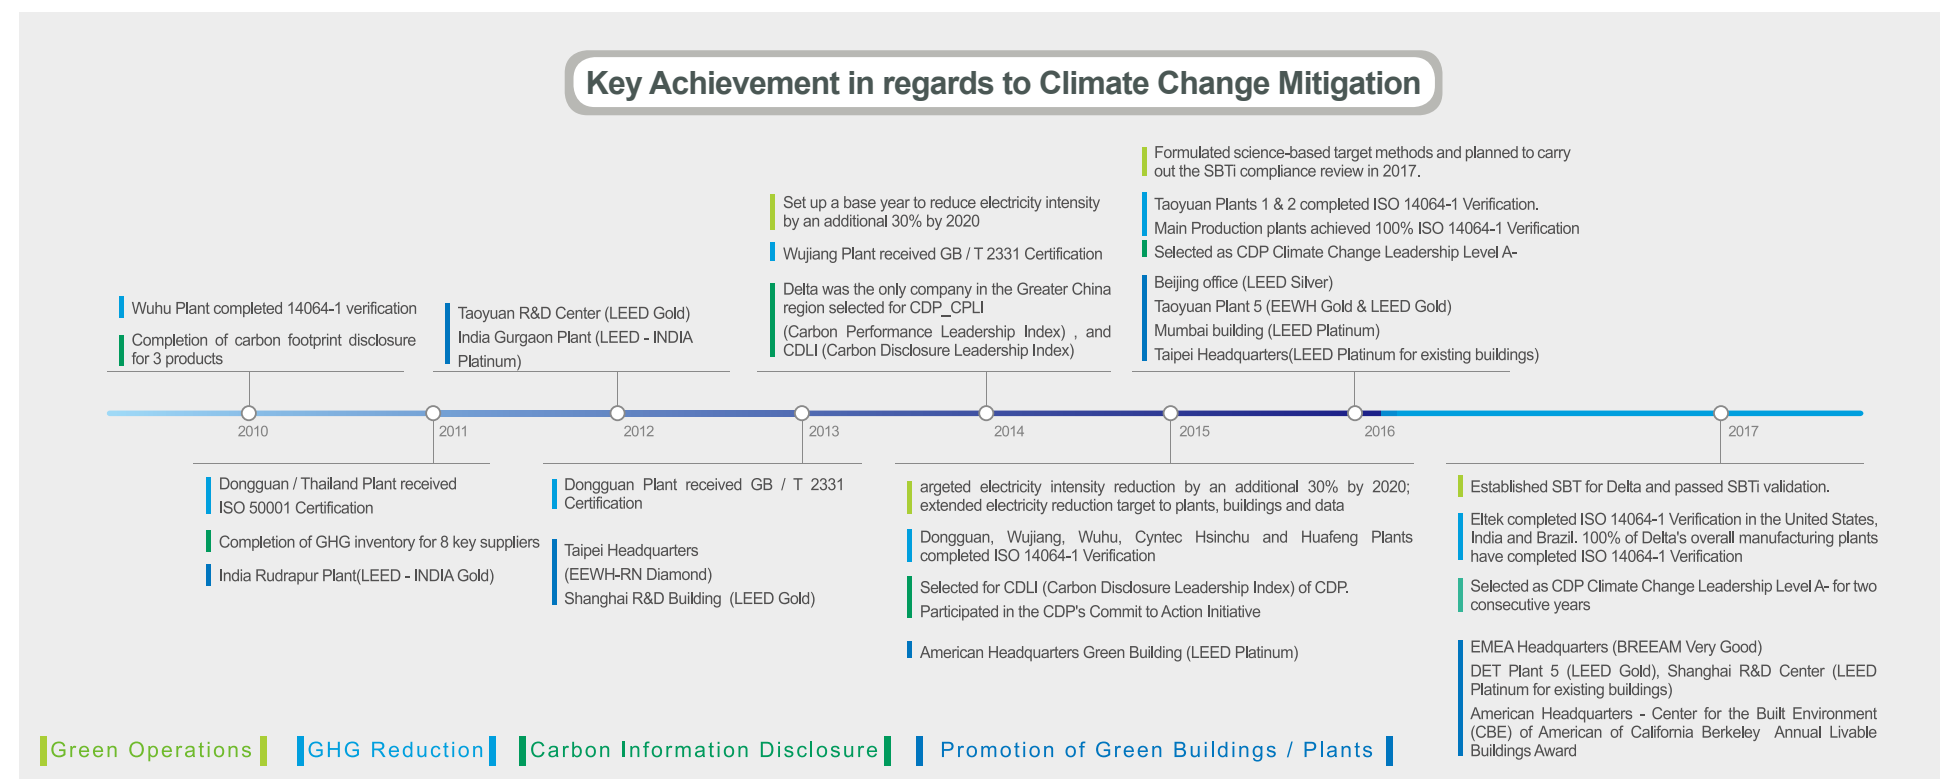 Key Achievement in regards to Climate Change Mitigation
Wuhu Plant completed 14064-1 verification
Completion of carbon footprint disclosure
for 3 products
Taoyuan R&D Center (LEED Gold)
India Gurgaon Plant (LEED - INDIA
Platinum)
Set up a base year to reduce electricity intensity
by an additional 30% by 2020
Wujiang Plant received GB / T 2331 Certification
Delta was the only company in the Greater China
region selected for CDP_CPLI
(Carbon Performance Leadership Index) , and
CDLI (Carbon Disclosure Leadership Index)
Formulated science-based target methods and planned to carry
out the SBTi compliance review in 2017.
Taoyuan Plants 1 & 2 completed ISO 14064-1 Verification.
Main Production plants achieved 100% ISO 14064-1 Verification
Selected as CDP Climate Change Leadership Level A-
Beijing office (LEED Silver)
Taoyuan Plant 5 (EEWH Gold & LEED Gold)
Mumbai building (LEED Platinum)
Taipei Headquarters(LEED Platinum for existing buildings)
2010
2011
2012
2013
2014
2015
2016
2017
Dongguan / Thailand Plant received
ISO 50001 Certification
Completion of GHG inventory for 8 key suppliers
India Rudrapur Plant(LEED - INDIA Gold)
Dongguan Plant received GB / T 2331
Certification
Taipei Headquarters
(EEWH-RN Diamond)
Shanghai R&D Building (LEED Gold)
argeted electricity intensity reduction by an additional 30% by 2020;
extended electricity reduction target to plants, buildings and data
Dongguan, Wujiang, Wuhu, Cyntec Hsinchu and Huafeng Plants
completed ISO 14064-1 Verification
Selected for CDLI (Carbon Disclosure Leadership Index) of CDP.
Participated in the CDP's Commit to Action Initiative
American Headquarters Green Building (LEED Platinum)
Established SBT for Delta and passed SBTi validation.
Eltek completed ISO 14064-1 Verification in the United States,
India and Brazil. 100% of Delta's overall manufacturing plants
have completed ISO 14064-1 Verification
Selected as CDP Climate Change Leadership Level A- for two
consecutive years
EMEA Headquarters (BREEAM Very Good)
DET Plant 5 (LEED Gold), Shanghai R&D Center (LEED
Platinum for existing buildings)
American Headquarters - Center for the Built Environment
(CBE) of American of California Berkeley Annual Livable
Buildings Award
Green Operations
GHG Reduction
Carbon Information Disclosure
Promotion of Green Buildings / Plants